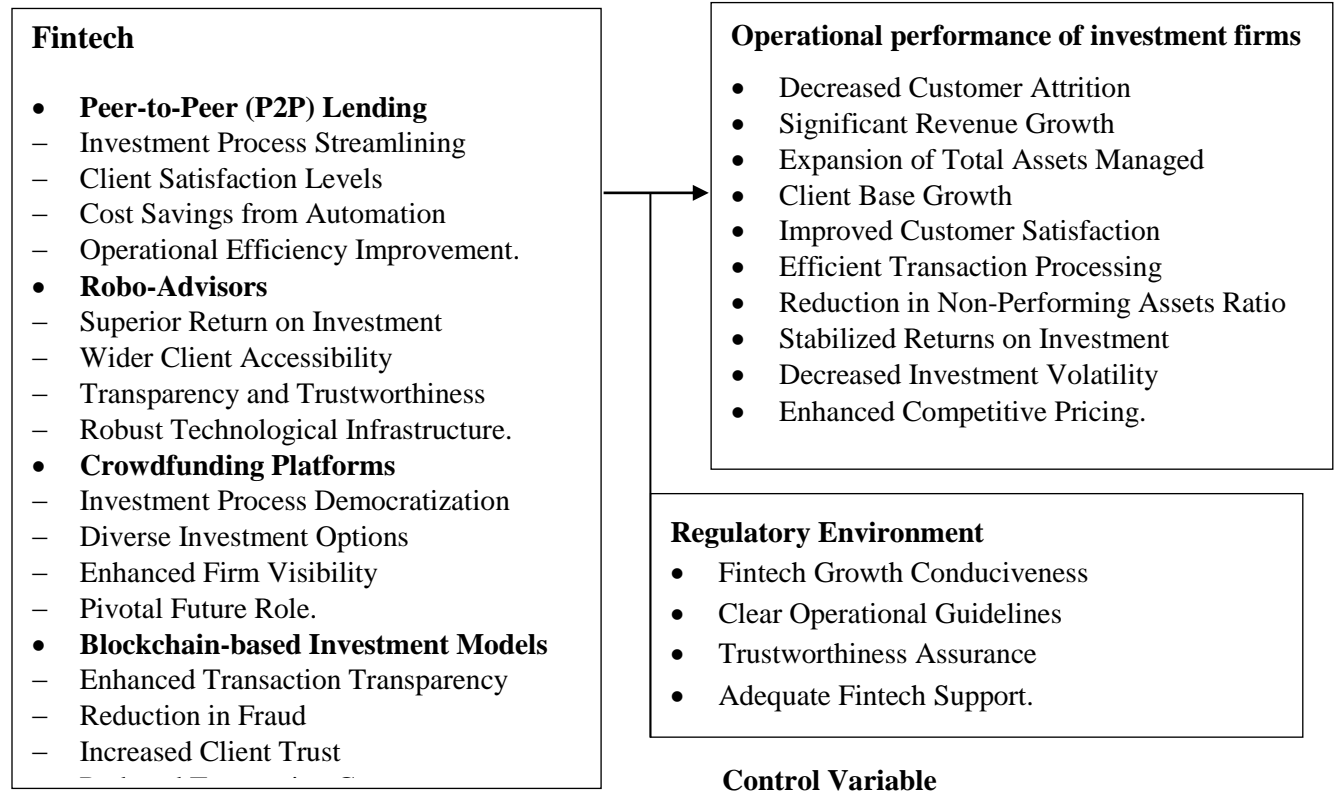 Fintech
• Peer-to-Peer (P2P) Lending
– Investment Process Streamlining
– Client Satisfaction Levels
– Cost Savings from Automation
– Operational Efficiency Improvement.
• Robo-Advisors
– Superior Return on Investment
– Wider Client Accessibility
– Transparency and Trustworthiness
– Robust Technological Infrastructure.
• Crowdfunding Platforms
– Investment Process Democratization
– Diverse Investment Options
– Enhanced Firm Visibility
– Pivotal Future Role.
• Blockchain-based Investment Models
– Enhanced Transaction Transparency
– Reduction in Fraud
– Increased Client Trust
Operational performance of investment firms
• Decreased Customer Attrition
• Significant Revenue Growth
• Expansion of Total Assets Managed
• Client Base Growth
• Improved Customer Satisfaction
• Efficient Transaction Processing
• Reduction in Non-Performing Assets Ratio
• Stabilized Returns on Investment
• Decreased Investment Volatility
• Enhanced Competitive Pricing.
Regulatory Environment
• Fintech Growth Conduciveness
• Clear Operational Guidelines
• Trustworthiness Assurance
• Adequate Fintech Support.
Control Variable